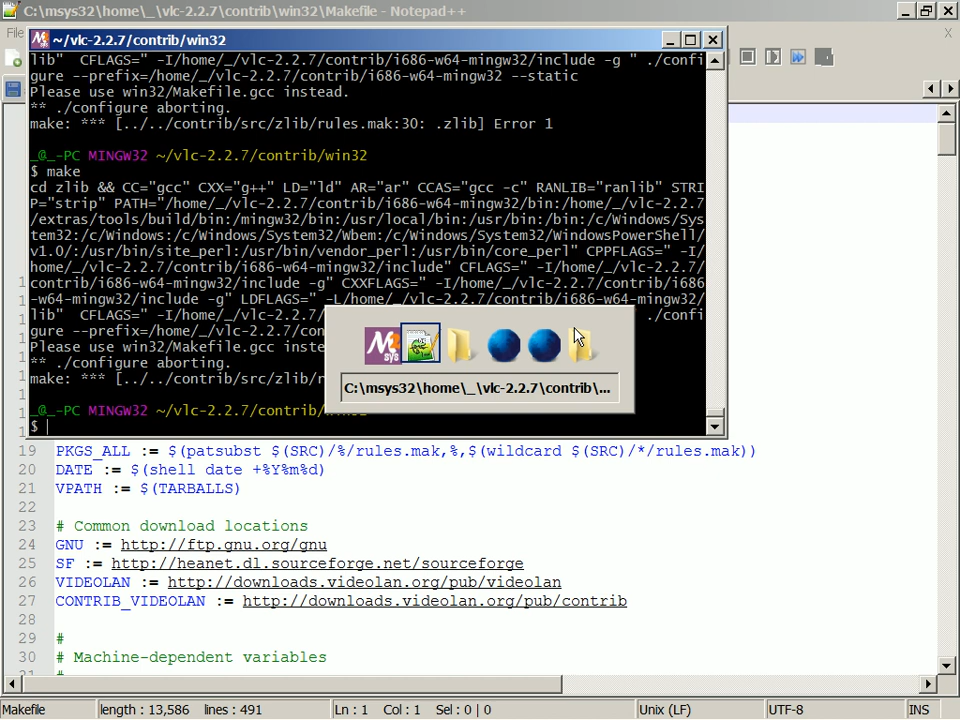 C:\msys32\home\_\vlc-2.2.7\contrib\win32\Makefile - Notepad++
File
X
~/vlc-2.2.7/contrib/win32
lib"  CFLAGS=" -I/home/_/vlc-2.2.7/contrib/i686-w64-mingw32/include -g " ./confi
gure --prefix=/home/_/vlc-2.2.7/contrib/i686-w64-mingw32 --static
Please use win32/Makefile.gcc instead.
** ./configure aborting.
make: *** [../../contrib/src/zlib/rules.mak:30: .zlib] Error 1
_@_-PC MINGW32 ~/vlc-2.2.7/contrib/win32
$ make
cd zlib && CC="gcc" CXX="g++" LD="ld" AR="ar" CCAS="gcc -c" RANLIB="ranlib" STRI
P="strip" PATH="/home/_/vlc-2.2.7/contrib/i686-w64-mingw32/bin:/home/_/vlc-2.2.7
/extras/tools/build/bin:/mingw32/bin:/usr/local/bin:/usr/bin:/bin:/c/Windows/Sys
tem32:/c/Windows:/c/Windows/System32/Wbem:/c/Windows/System32/WindowsPowerShell/
v1.0/:/usr/bin/site_perl:/usr/bin/vendor_perl:/usr/bin/core_perl" CPPFLAGS=" -I/
home/_/vlc-2.2.7/contrib/i686-w64-mingw32/include" CFLAGS=" -I/home/_/vlc-2.2.7/
contrib/i686-w64-mingw32/include -g" CXXFLAGS=" -I/home/_/vlc-2.2.7/contrib/i686
-w64-mingw32/include -g" LDFLAGS=" -L/home/_/vlc-2.2.7/contrib/i686-w64-mingw32/
lib"  CFLAGS=" -I/home/_/vlc-2.2.7/ ./confi
gure --prefix=/home/_/vlc-2.2.7/con
Please use win32/Makefile.gcc inste
** ./configure aborting.
make: *** [../../contrib/src/zlib/r
_@_-PC MINGW32 ~/vlc-2.2.7/contrib/win32
$
C:\msys32\home\_\vlc-2.2.7\contrib\...
19 PKGS_ALL := $(patsubst $(SRC)/%/rules.mak,%,$(wildcard $(SRC)/*/rules.mak))
20 DATE := $(shell date +%Y%m%d)
21 VPATH := $(TARBALLS)
22
23 # Common download locations
24 GNU := http://ftp.gnu.org/gnu
25 SF := http://heanet.dl.sourceforge.net/sourceforge
26 VIDEOLAN := http://downloads.videolan.org/pub/videolan
27 CONTRIB_VIDEOLAN := http://downloads.videolan.org/pub/contrib
28
29 #
30 # Machine-dependent variables
Makefile length : 13,586 lines : 491 Ln : 1 Col : 1 Sel : 0 | 0 Unix (LF) UTF-8 INS